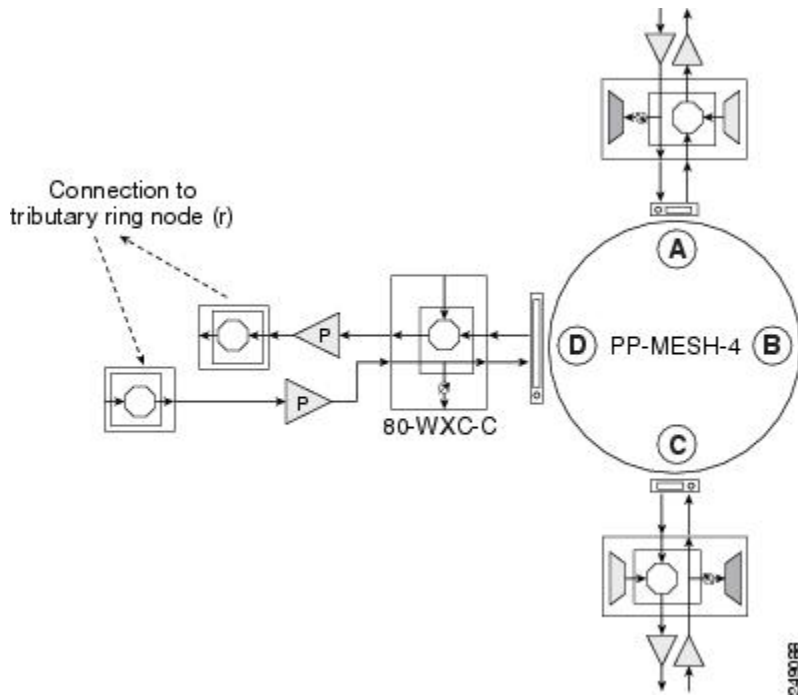 Connection to
tributary ring node (r)
A
P
D PP-MESH-4 B
P
80-WXC-C
C
249088